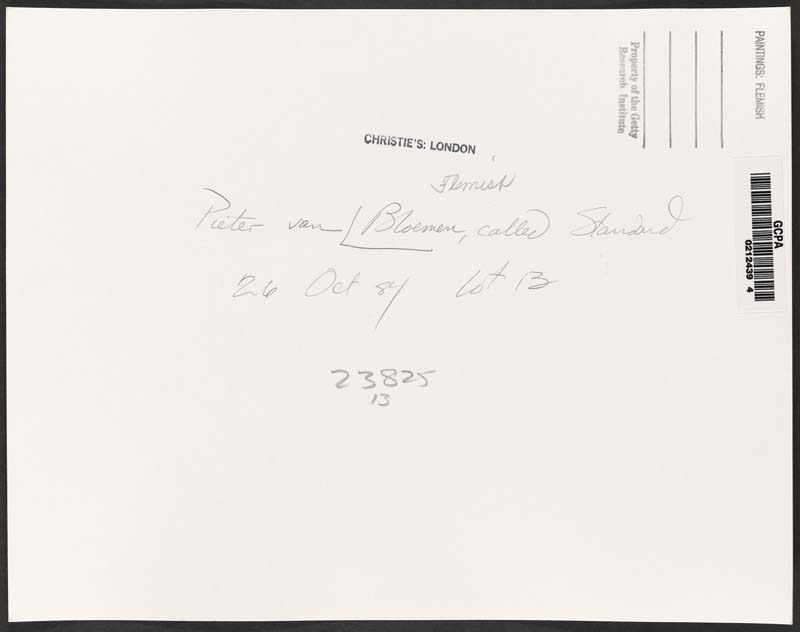 PAINTINGS: FLEMISH
Property of the Getty
Research Institute
CHRISTIE'S: LONDON
Flemish
Pieter van Bloemen, called Standard
26 Oct 84 Lot 13
23825
13
GCPA
0212439 4